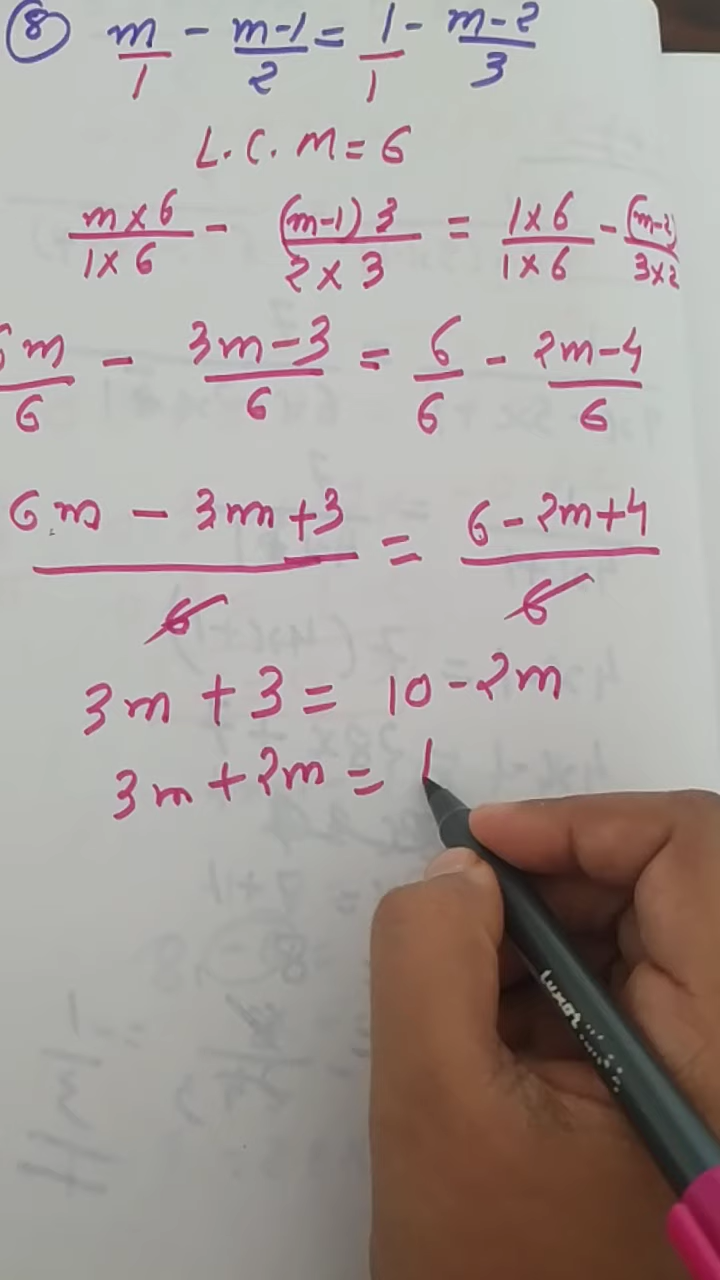 ⑧ m/1 - m-1/2 = 1/1 - m-2/3
L.C.M = 6
m×6/1×6 - (m-1)3/2×3 = 1×6/1×6 - (m-2)/3×2
6m/6 - 3m-3/6 = 6/6 - 2m-4/6
6m - 3m+3/6 = 6-2m+4/6
3m + 3 = 10 - 2m
3m + 2m = 1
luxor